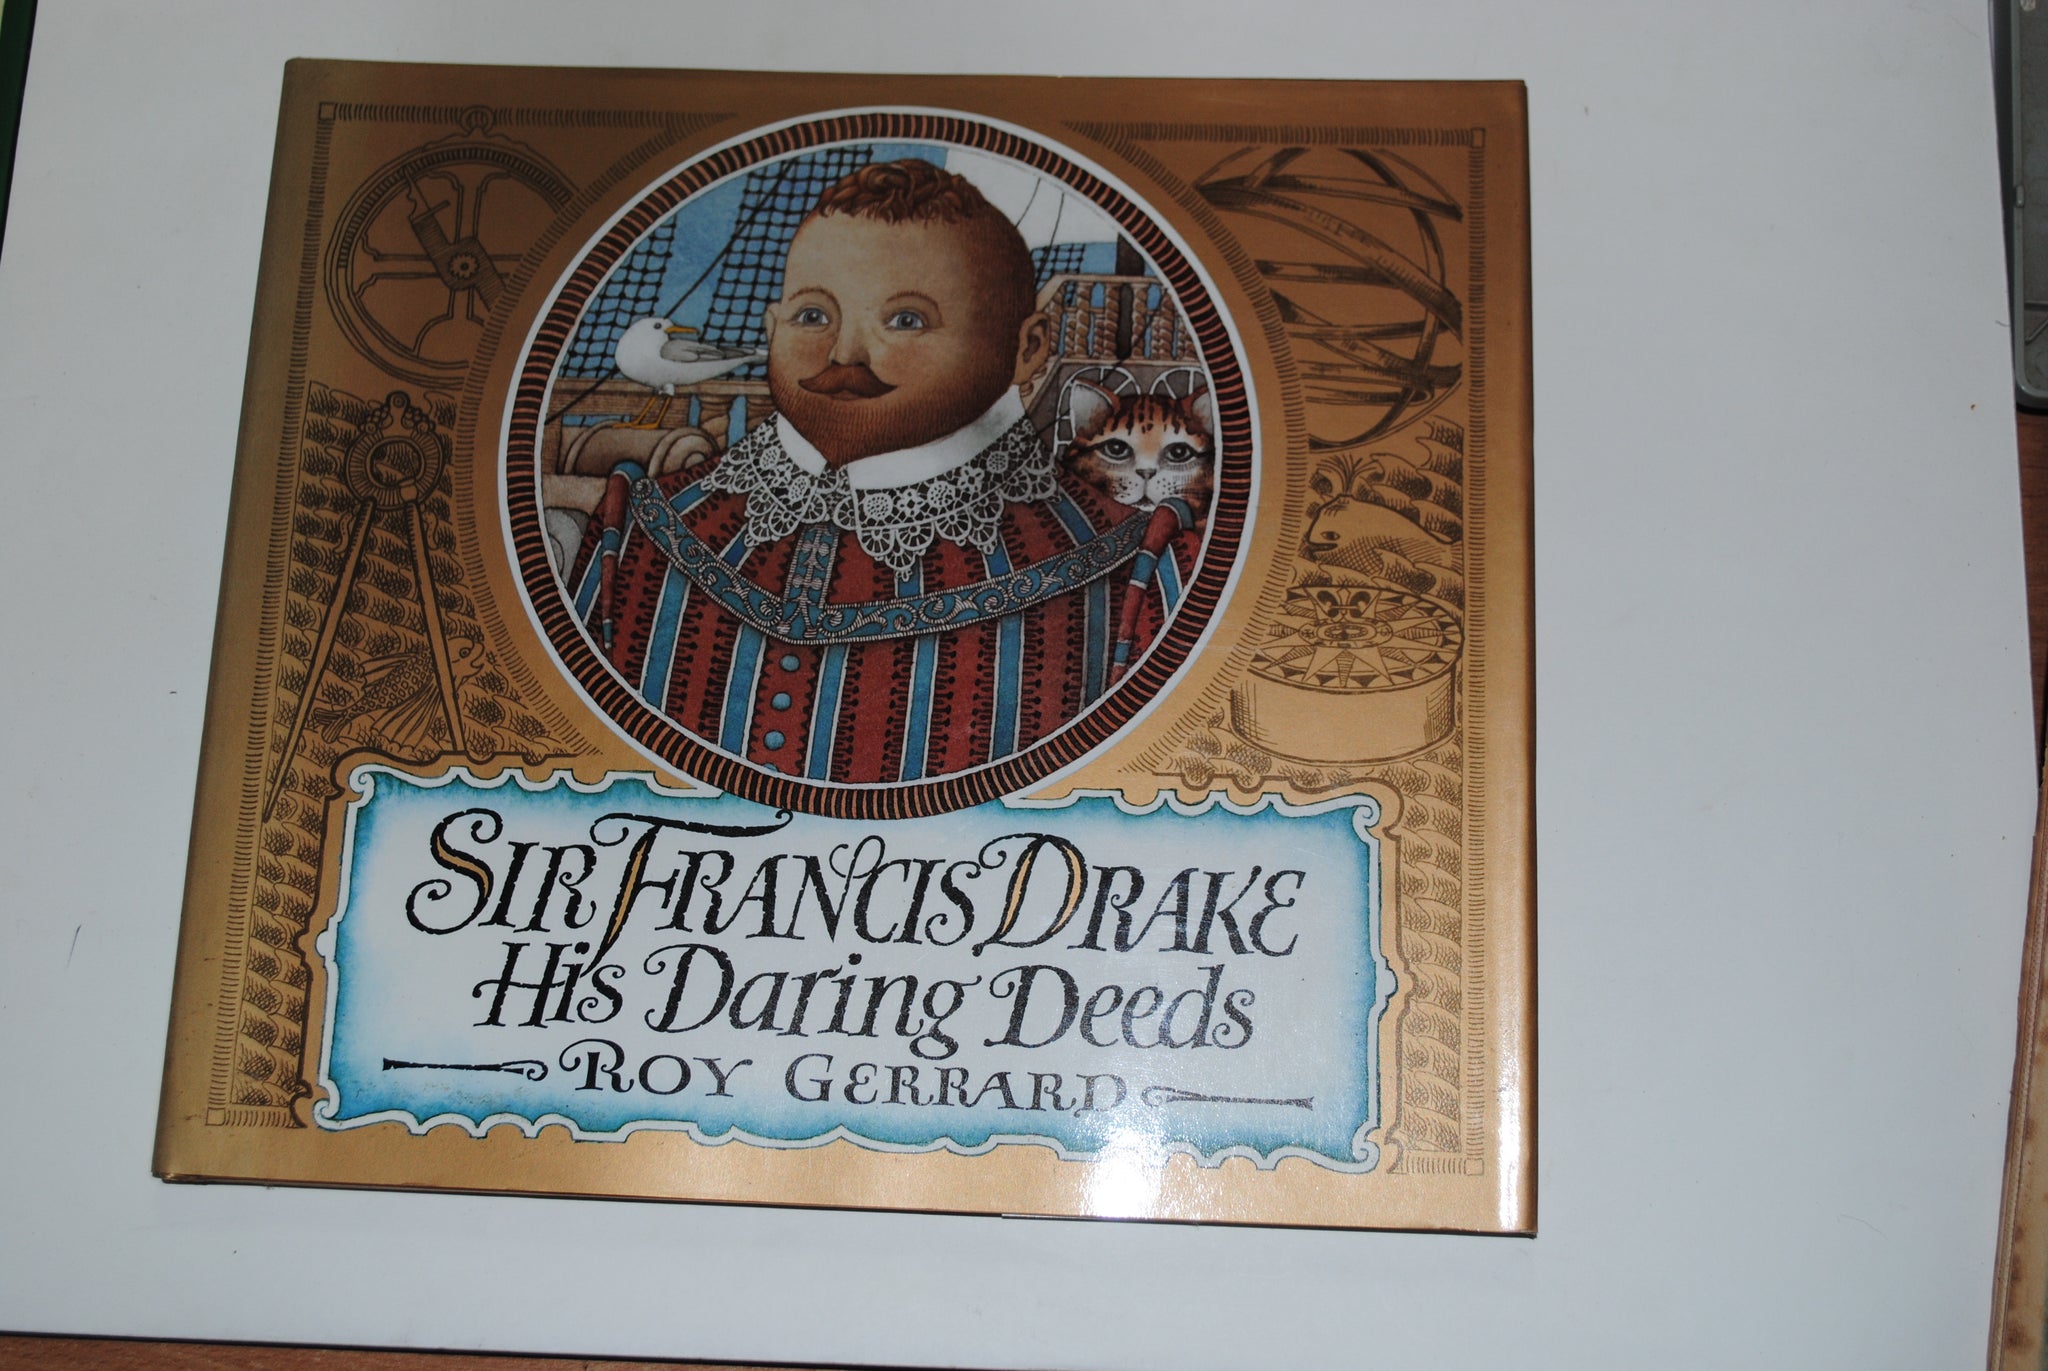 Sir Francis Drake
His Daring Deeds
Roy Gerrard